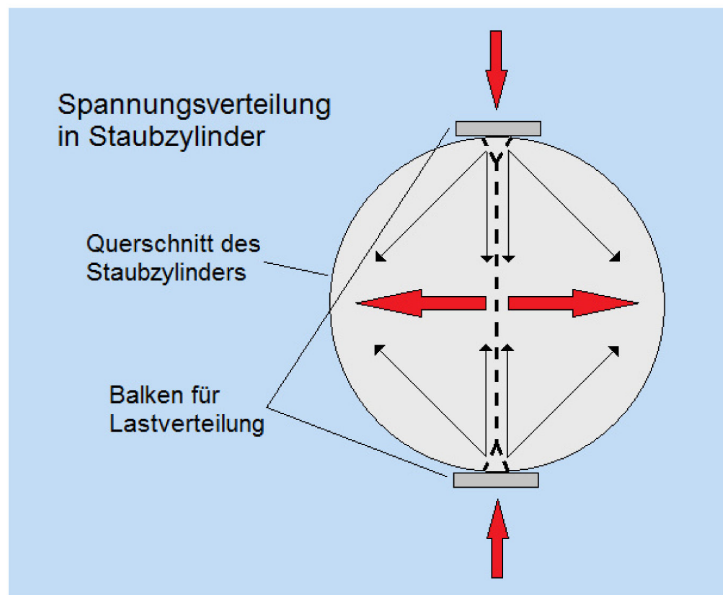 Spannungsverteilung
in Staubzylinder
Querschnitt des
Staubzylinders
Balken für
Lastverteilung